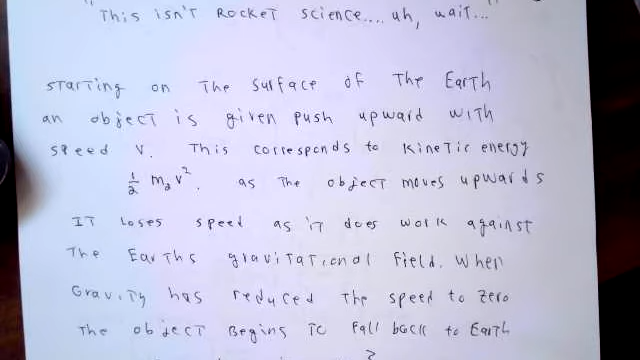 "This isn't Rocket science.... uh, wait..."
starting on the surface of the Earth
an object is given push upward with
speed v. This corresponds to kinetic energy
½ m₂v². as the object moves upwards
It loses speed as it does work against
The Earths gravitational field. When
Gravity has reduced the speed to zero
The object Begins to fall back to Earth